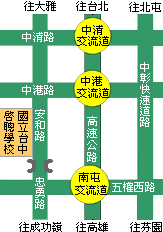 往大雅
往台北
往北屯
中清路
中清
交流道
中港路
中港
交流道
中彰快速道路
安和路
國立台中
啓聰學校
高速公路
忠勇路
南屯
交流道
五權西路
往成功嶺
往高雄
往芬園